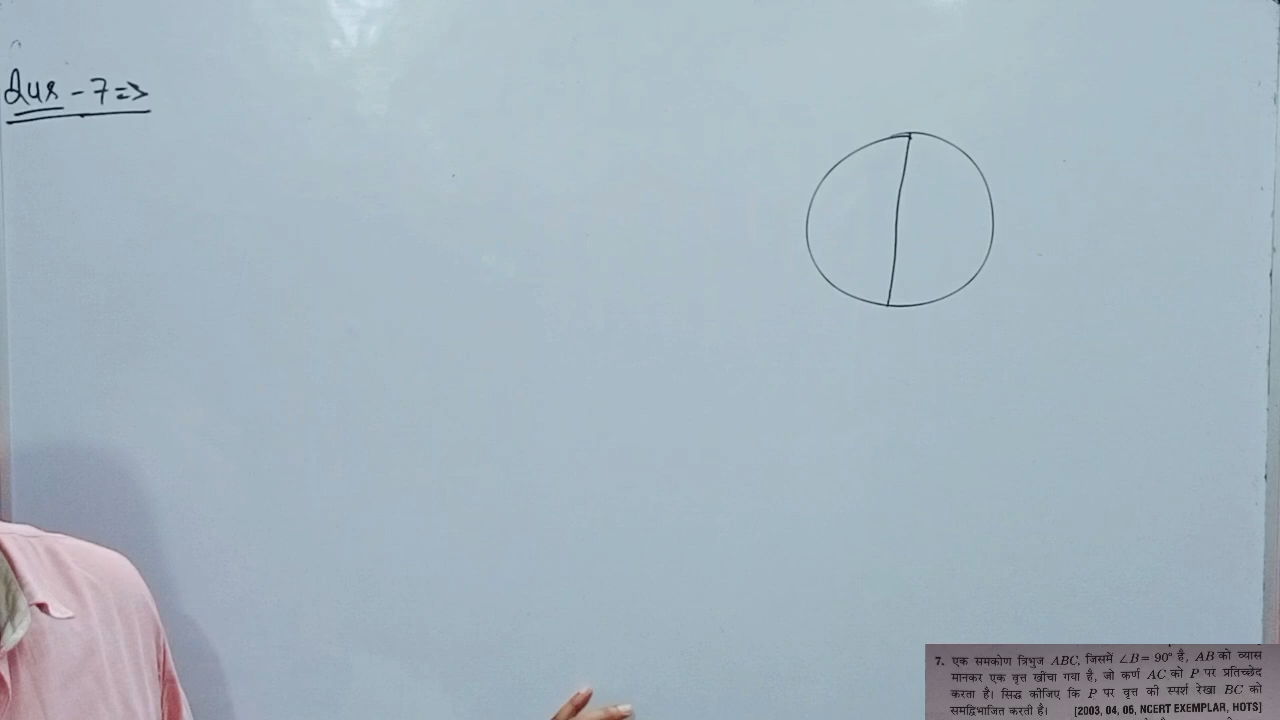 Qus - 7 =>
7. एक समकोण त्रिभुज ABC, जिसमें ∠B = 90° है, AB को व्यास
मानकर एक वृत्त खींचा गया है, जो कर्ण AC को P पर प्रतिच्छेद
करता है। सिद्ध कीजिए कि P पर वृत्त की स्पर्श रेखा BC को
समद्विभाजित करती है। [2003, 04, 06, NCERT EXEMPLAR, HOTS]